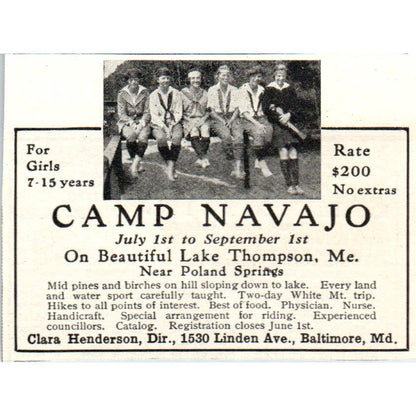 For
Girls
7-15 years
Rate
$200
No extras
CAMP NAVAJO
July 1st to September 1st
On Beautiful Lake Thompson, Me.
Near Poland Springs
Mid pines and birches on hill sloping down to lake. Every land
and water sport carefully taught. Two-day White Mt. trip.
Hikes to all points of interest. Best of food. Physician. Nurse.
Handicraft. Special arrangement for riding. Experienced
councillors. Catalog. Registration closes June 1st.
Clara Henderson, Dir., 1530 Linden Ave., Baltimore, Md.